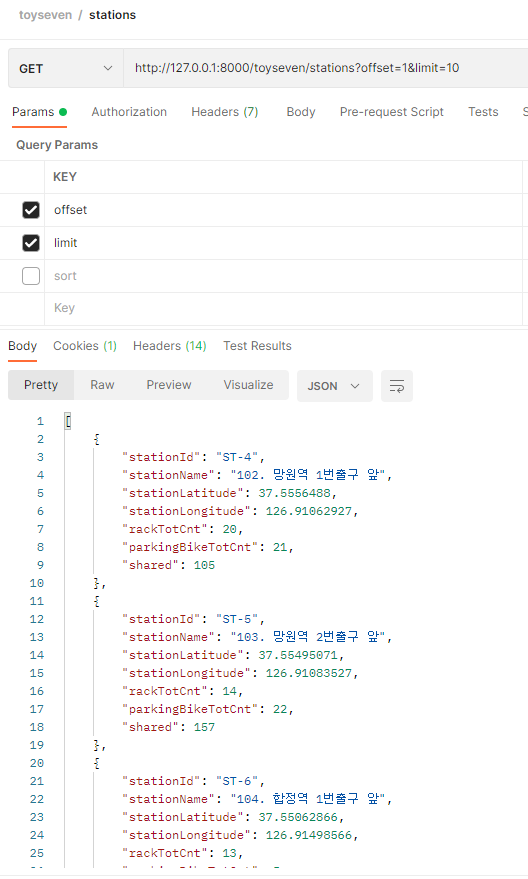 toyseven / stations
GET http://127.0.0.1:8000/toyseven/stations?offset=1&limit=10
Params Authorization Headers (7) Body Pre-request Script Tests S
Query Params
KEY
offset
limit
sort
Key
Body Cookies (1) Headers (14) Test Results
Pretty Raw Preview Visualize JSON
1 [
2 {
3 "stationId": "ST-4",
4 "stationName": "102. 망원역 1번출구 앞",
5 "stationLatitude": 37.5556488,
6 "stationLongitude": 126.91062927,
7 "rackTotCnt": 20,
8 "parkingBikeTotCnt": 21,
9 "shared": 105
10 },
11 {
12 "stationId": "ST-5",
13 "stationName": "103. 망원역 2번출구 앞",
14 "stationLatitude": 37.55495071,
15 "stationLongitude": 126.91083527,
16 "rackTotCnt": 14,
17 "parkingBikeTotCnt": 22,
18 "shared": 157
19 },
20 {
21 "stationId": "ST-6",
22 "stationName": "104. 합정역 1번출구 앞",
23 "stationLatitude": 37.55062866,
24 "stationLongitude": 126.91498566,
25 "rackTotCnt": 13,